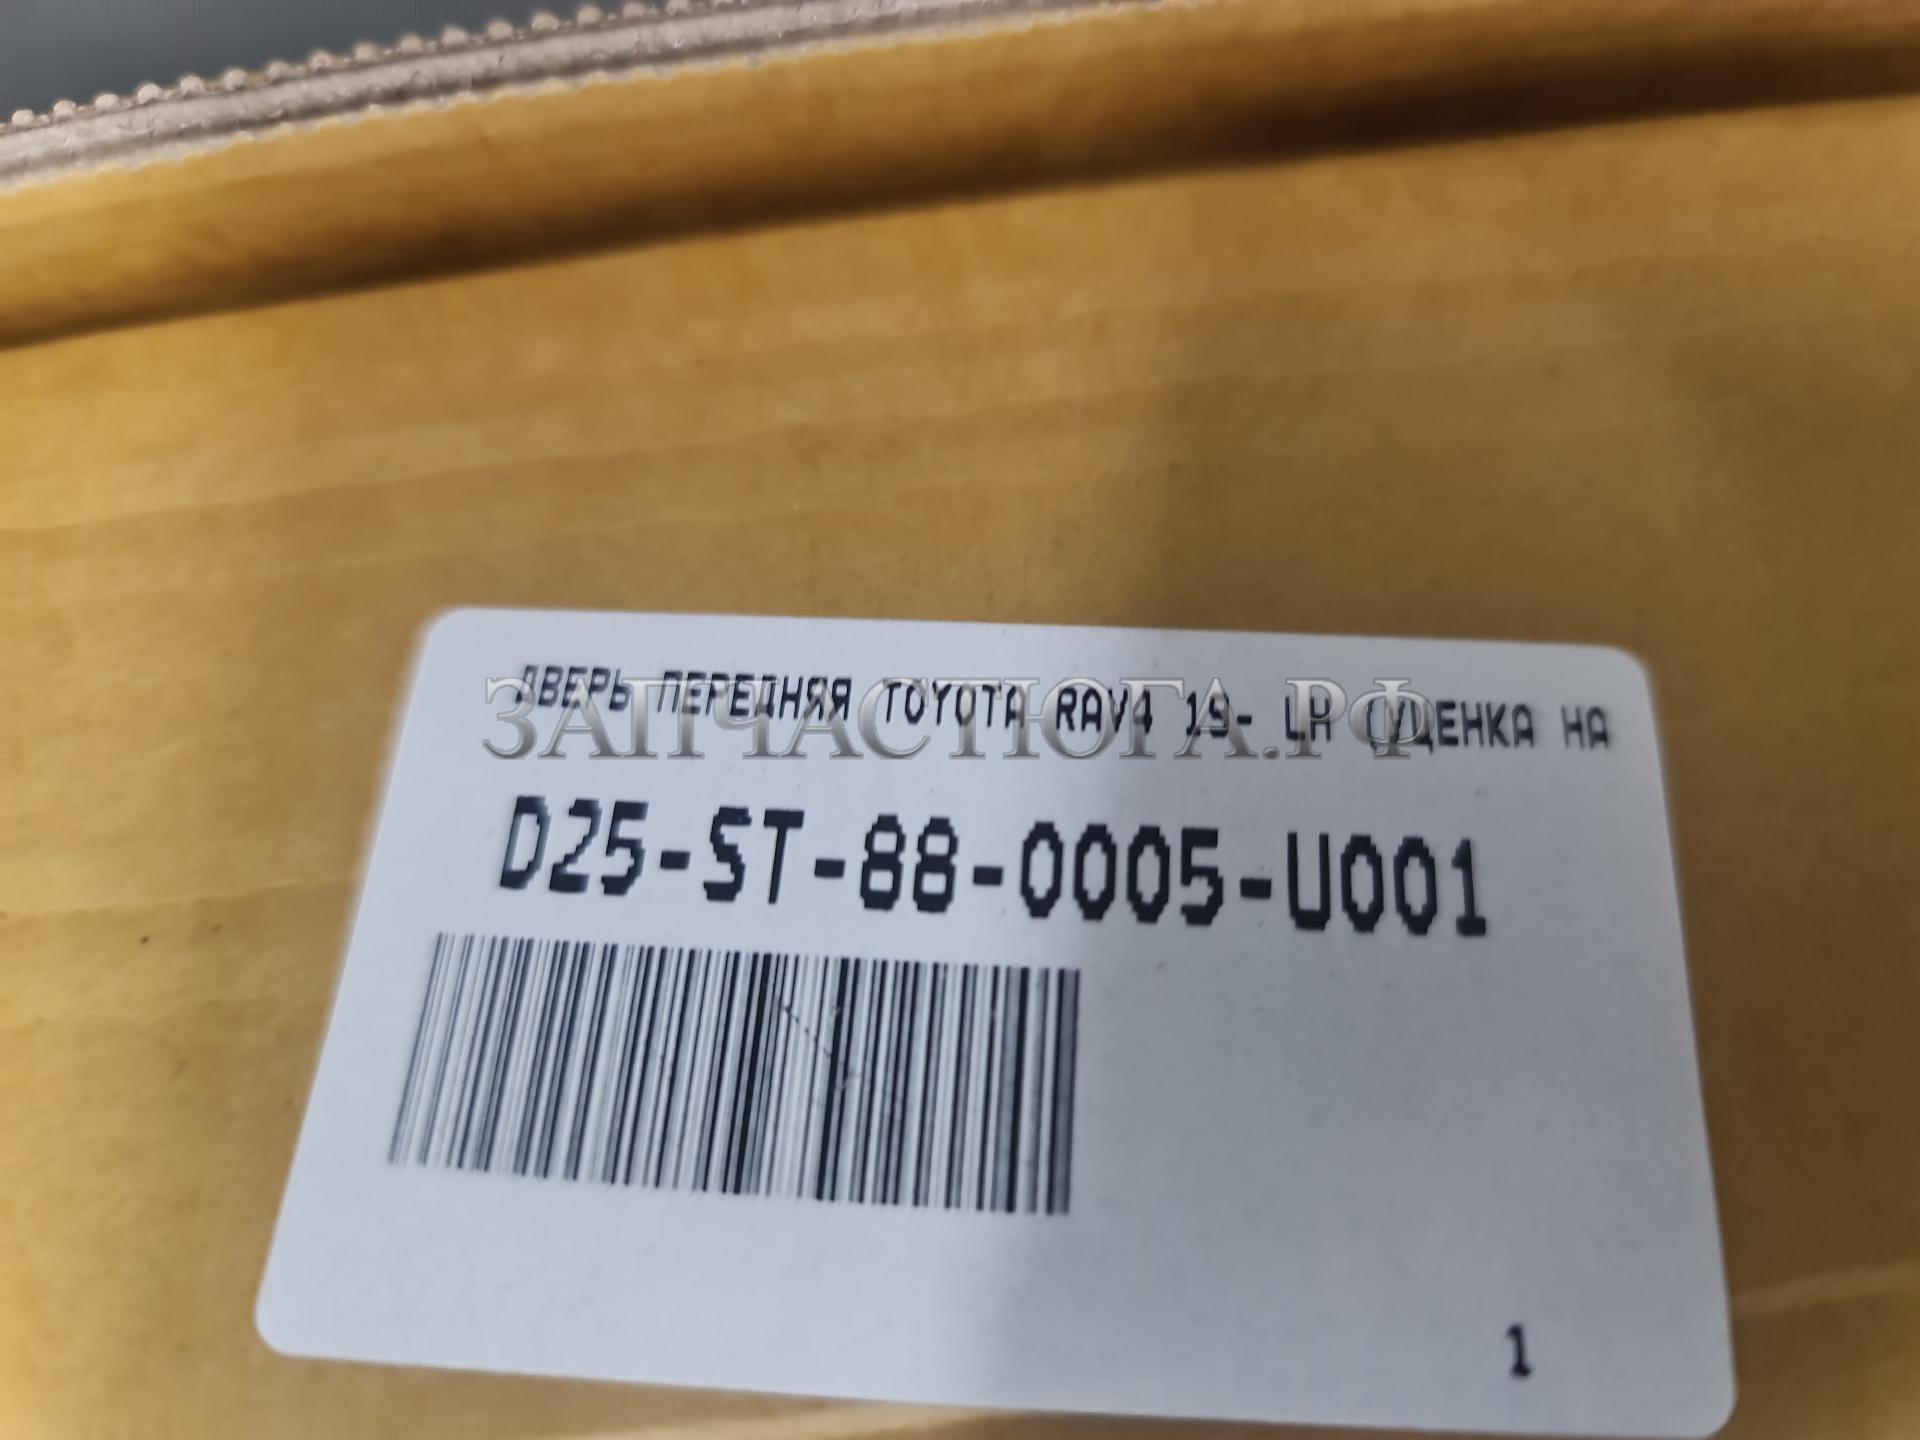 ДВЕРЬ ПЕРЕДНЯЯ TOYOTA RAV4 19- LH (УЦЕНКА НА
ЗАПЧАСТЮГА.РФ
D25-ST-88-0005-U001
1